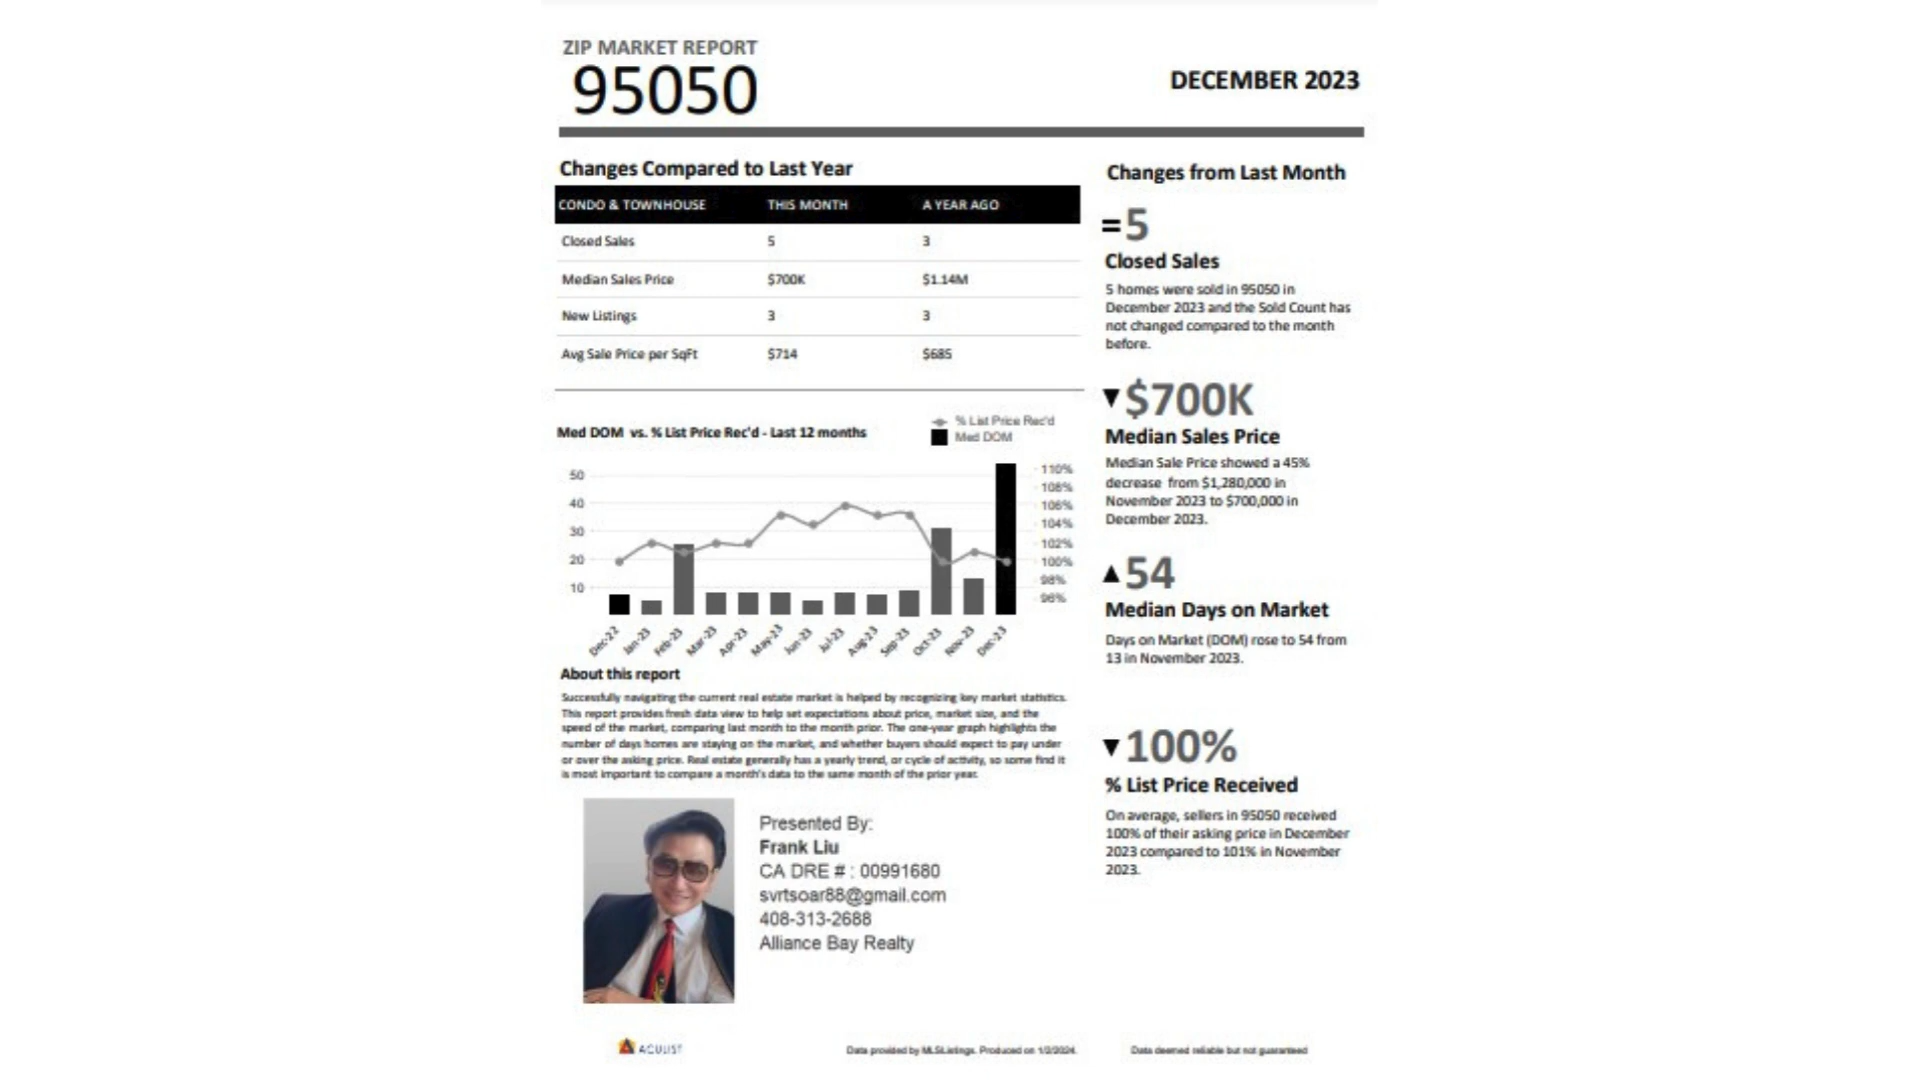 ZIP MARKET REPORT
95050
DECEMBER 2023
Changes Compared to Last Year
CONDO & TOWNHOUSE THIS MONTH A YEAR AGO
Closed Sales 5 3
Median Sales Price $700K $1.14M
New Listings 3 3
Avg Sale Price per SqFt $714 $685
Med DOM vs. % List Price Rec'd - Last 12 months
% List Price Rec'd
Med DOM
50
40
30
20
10
110%
108%
106%
104%
102%
100%
98%
96%
Dec-22 Jan-23 Feb-23 Mar-23 Apr-23 May-23 Jun-23 Jul-23 Aug-23 Sep-23 Oct-23 Nov-23 Dec-23
About this report
Successfully navigating the current real estate market is helped by recognizing key market statistics.
This report provides fresh data view to help set expectations about price, market size, and the
speed of the market, comparing last month to the month prior. The one-year graph highlights the
number of days homes are staying on the market, and whether buyers should expect to pay under
or over the asking price. Real estate generally has a yearly trend, or cycle of activity, so some find it
is most important to compare a month's data to the same month of the prior year.
Presented By:
Frank Liu
CA DRE # : 00991680
svrtsoar88@gmail.com
408-313-2688
Alliance Bay Realty
Changes from Last Month
=5
Closed Sales
5 homes were sold in 95050 in
December 2023 and the Sold Count has
not changed compared to the month
before.
▼$700K
Median Sales Price
Median Sale Price showed a 45%
decrease from $1,280,000 in
November 2023 to $700,000 in
December 2023.
▲54
Median Days on Market
Days on Market (DOM) rose to 54 from
13 in November 2023.
▼100%
% List Price Received
On average, sellers in 95050 received
100% of their asking price in December
2023 compared to 101% in November
2023.
ACULIST
Data provided by MLSListings. Produced on 1/2/2024.
Data deemed reliable but not guaranteed